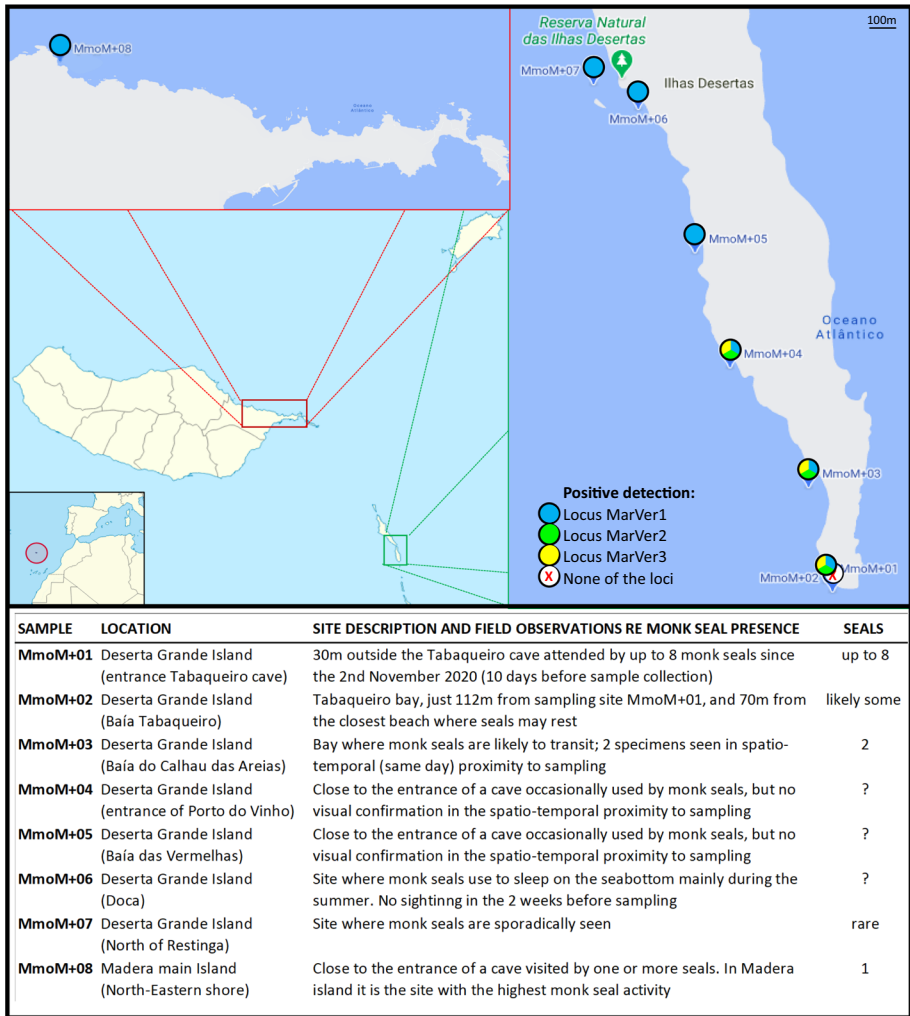 MmoM+08
Oceano
Atlântico
100m
Reserva Natural
das Ilhas Desertas
MmoM+07
Ilhas Desertas
MmoM+06
MmoM+05
Oceano
Atlântico
MmoM+04
MmoM+03
MmoM+02
MmoM+01
Positive detection:
Locus MarVer1
Locus MarVer2
Locus MarVer3
X None of the loci
X
SAMPLE LOCATION SITE DESCRIPTION AND FIELD OBSERVATIONS RE MONK SEAL PRESENCE SEALS
MmoM+01 Deserta Grande Island 30m outside the Tabaqueiro cave attended by up to 8 monk seals since up to 8
(entrance Tabaqueiro cave) the 2nd November 2020 (10 days before sample collection)
MmoM+02 Deserta Grande Island Tabaqueiro bay, just 112m from sampling site MmoM+01, and 70m from likely some
(Baía Tabaqueiro) the closest beach where seals may rest
MmoM+03 Deserta Grande Island Bay where monk seals are likely to transit; 2 specimens seen in spatio- 2
(Baía do Calhau das Areias) temporal (same day) proximity to sampling
MmoM+04 Deserta Grande Island Close to the entrance of a cave occasionally used by monk seals, but no ?
(entrance of Porto do Vinho) visual confirmation in the spatio-temporal proximity to sampling
MmoM+05 Deserta Grande Island Close to the entrance of a cave occasionally used by monk seals, but no ?
(Baía das Vermelhas) visual confirmation in the spatio-temporal proximity to sampling
MmoM+06 Deserta Grande Island Site where monk seals use to sleep on the seabottom mainly during the ?
(Doca) summer. No sightinng in the 2 weeks before sampling
MmoM+07 Deserta Grande Island Site where monk seals are sporadically seen rare
(North of Restinga)
MmoM+08 Madera main Island Close to the entrance of a cave visited by one or more seals. In Madera 1
(North-Eastern shore) island it is the site with the highest monk seal activity